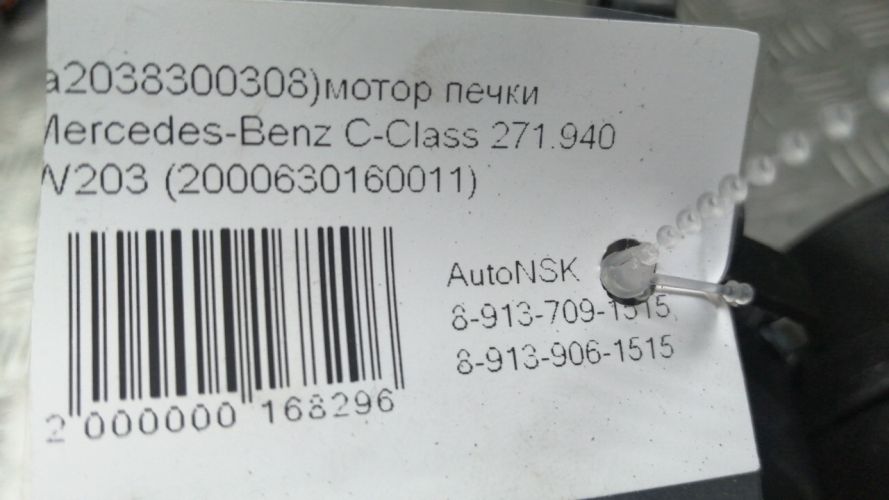 a2038300308)мотор печки
Mercedes-Benz C-Class 271.940
W203 (2000630160011)
AutoNSK
8-913-709-1515
8-913-906-1515
2 000000 168296